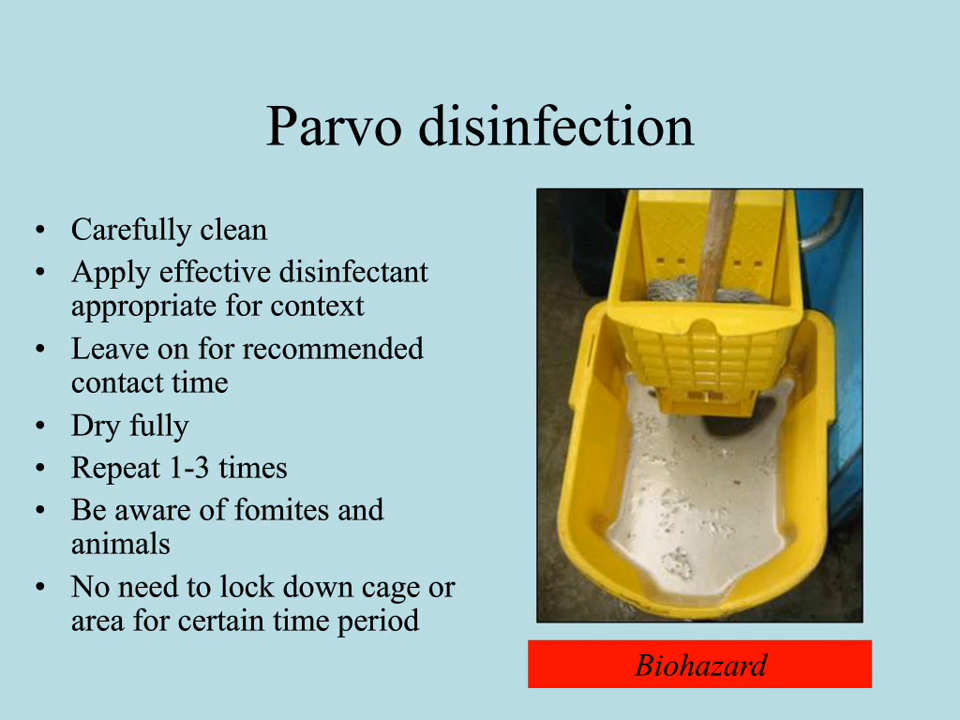 Parvo disinfection
• Carefully clean
• Apply effective disinfectant
appropriate for context
• Leave on for recommended
contact time
• Dry fully
• Repeat 1-3 times
• Be aware of fomites and
animals
• No need to lock down cage or
area for certain time period
Biohazard